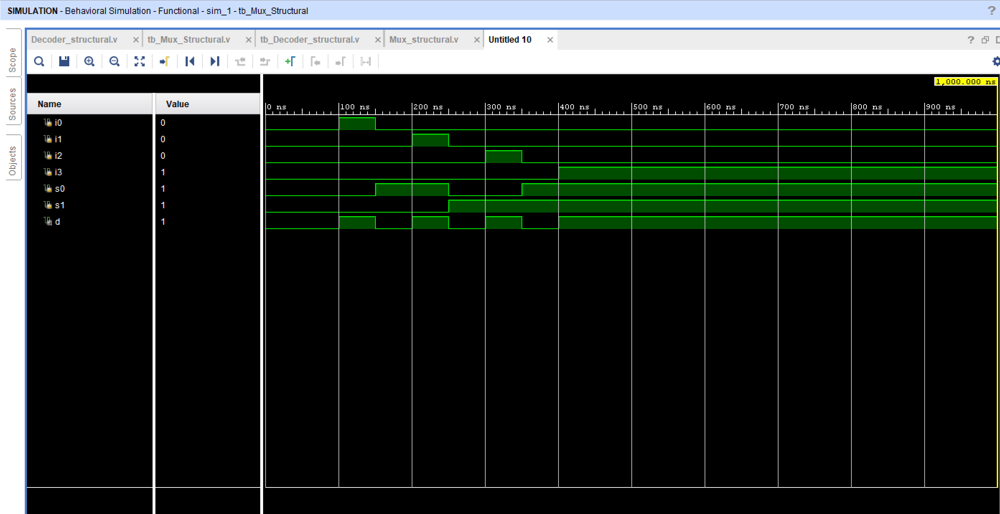 SIMULATION - Behavioral Simulation - Functional - sim_1 - tb_Mux_Structural ?
Scope
Sources
Objects
Decoder_structural.v × tb_Mux_Structural.v × tb_Decoder_structural.v × Mux_structural.v × Untitled 10 × ?
1,000.000 ns
Name Value
0 ns 100 ns 200 ns 300 ns 400 ns 500 ns 600 ns 700 ns 800 ns 900 ns
i0 0
i1 0
i2 0
i3 1
s0 1
s1 1
d 1